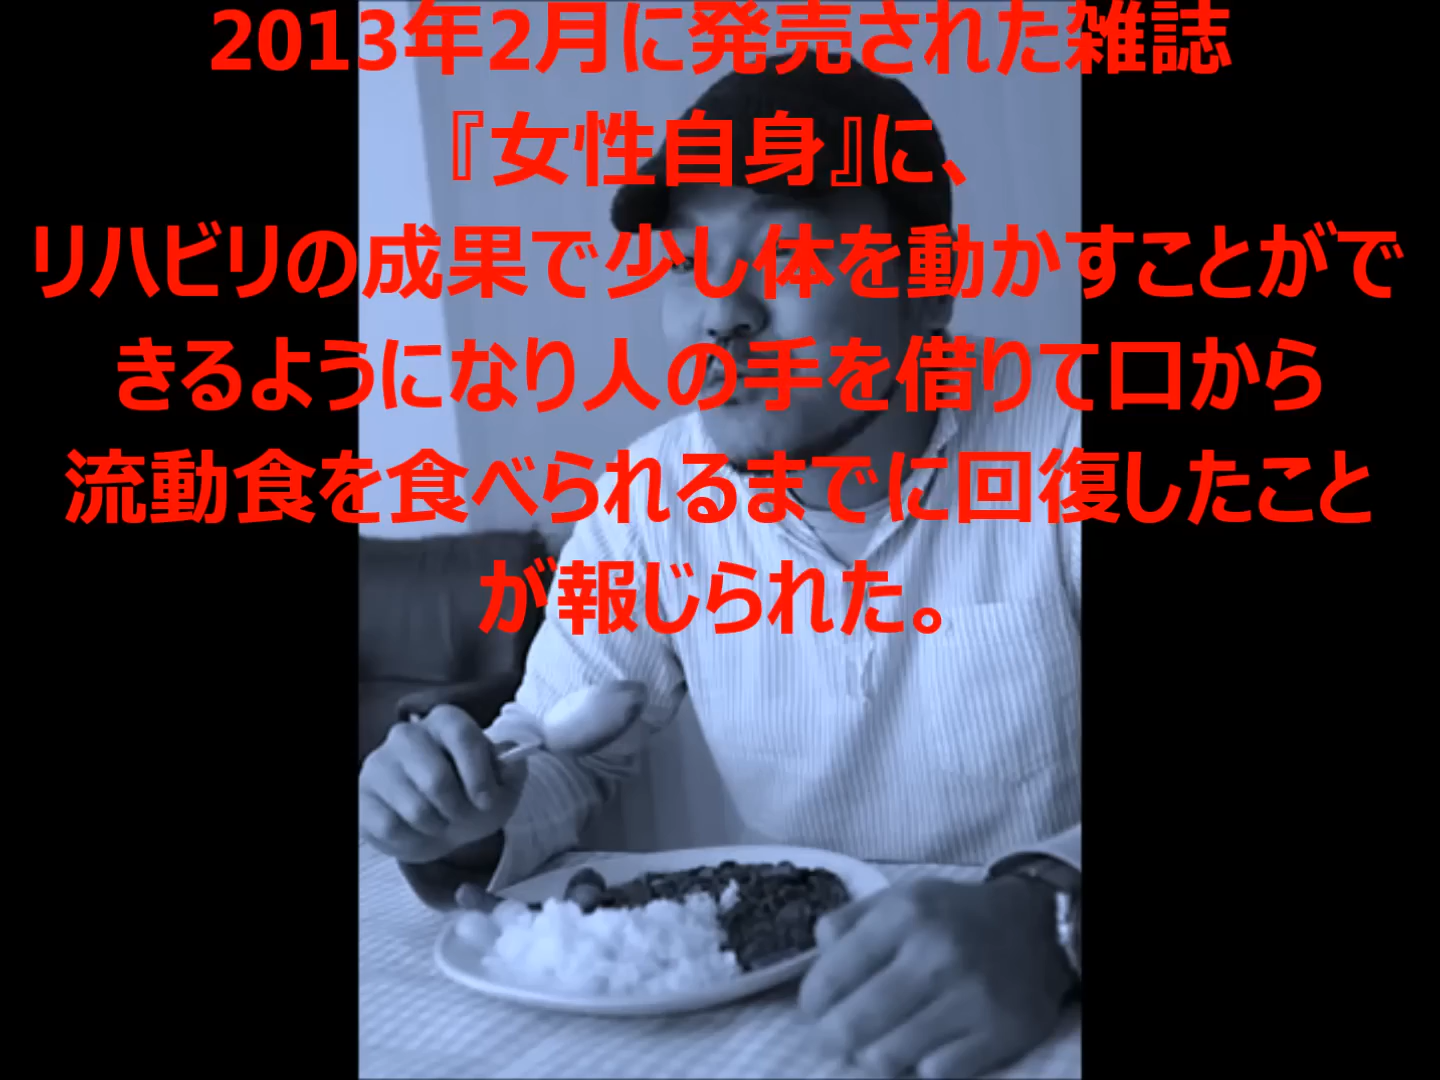 2013年2月に発売された雑誌
『女性自身』に、
リハビリの成果で少し体を動かすことがで
きるようになり人の手を借りて口から
流動食を食べられるまでに回復したこと
が報じられた。